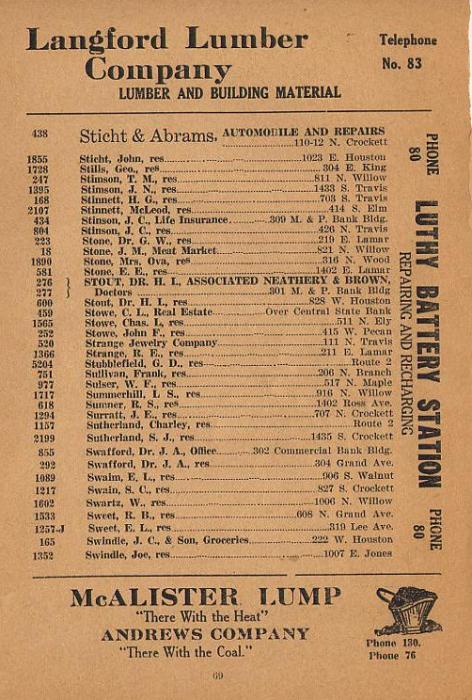 Langford Lumber
Company
Telephone
No. 83
LUMBER AND BUILDING MATERIAL
438 Sticht & Abrams, AUTOMOBILE AND REPAIRS
110-12 N. Crockett
1855 Sticht, John, res 1023 E. Houston
1728 Stills, Geo., res 304 E. King
247 Stimson, T. M., res 811 N. Willow
1395 Stimson, J. N., res 1433 S. Travis
168 Stinnett, H. G., res 703 S. Travis
2107 Stinnett, McLeod, res 414 S. Elm
434 Stinson, J. C., Life Insurance 309 M. & P. Bank Bldg.
804 Stinson, J. C., res 426 N. Travis
223 Stone, Dr. G. W., res 219 E. Lamar
18 Stone, J. M., Meat Market 821 N. Willow
1890 Stone, Mrs. Ova, res 316 N. Wood
581 Stone, E. E., res 1402 E. Lamar
276 } STOUT, DR. H. I., ASSOCIATED NEATHERY & BROWN,
277 } Doctors 301 M. & P. Bank Bldg
600 Stout, Dr. H. I., res 828 W. Houston
459 Stowe, C. L., Real Estate Over Central State Bank
1565 Stowe, Chas. I., res 511 N. Ely
252 Stowe, John F., res 415 W. Pecan
520 Strange Jewelry Company 111 N. Travis
1366 Strange, R. E., res 211 E. Lamar
5204 Stubblefield, G. D., res Route 2
751 Sullivan, Frank, res 206 N. Branch
977 Sulser, W. F., res 517 N. Maple
1717 Summerhill, I. S., res 916 N. Willow
618 Sumner, R. S., res 1402 Ross Ave.
1294 Surratt, J. E., res 707 N. Crockett
1157 Sutherland, Charley, res Route 2
2199 Sutherland, S. J., res 1435 S. Crockett
855 Swafford, Dr. J. A., Office 302 Commercial Bank Bldg.
292 Swafford, Dr. J. A., res 304 Grand Ave.
1089 Swaim, E. L., res 906 S. Walnut
1217 Swain, S. C., res 827 S. Crockett
1602 Swartz, W., res 1006 N. Willow
1533 Sweet, R. B., res 608 N. Grand Ave.
1257-J Sweet, E. L., res 319 Lee Ave.
165 Swindle, J. C., & Son, Groceries 222 W. Houston
1352 Swindle, Joe, res 1007 E. Jones
PHONE 80 LUTHY BATTERY STATION PHONE 80
REPAIRING AND RECHARGING
McALISTER LUMP
"There With the Heat"
ANDREWS COMPANY
"There With the Coal."
Phone 130.
Phone 76
69